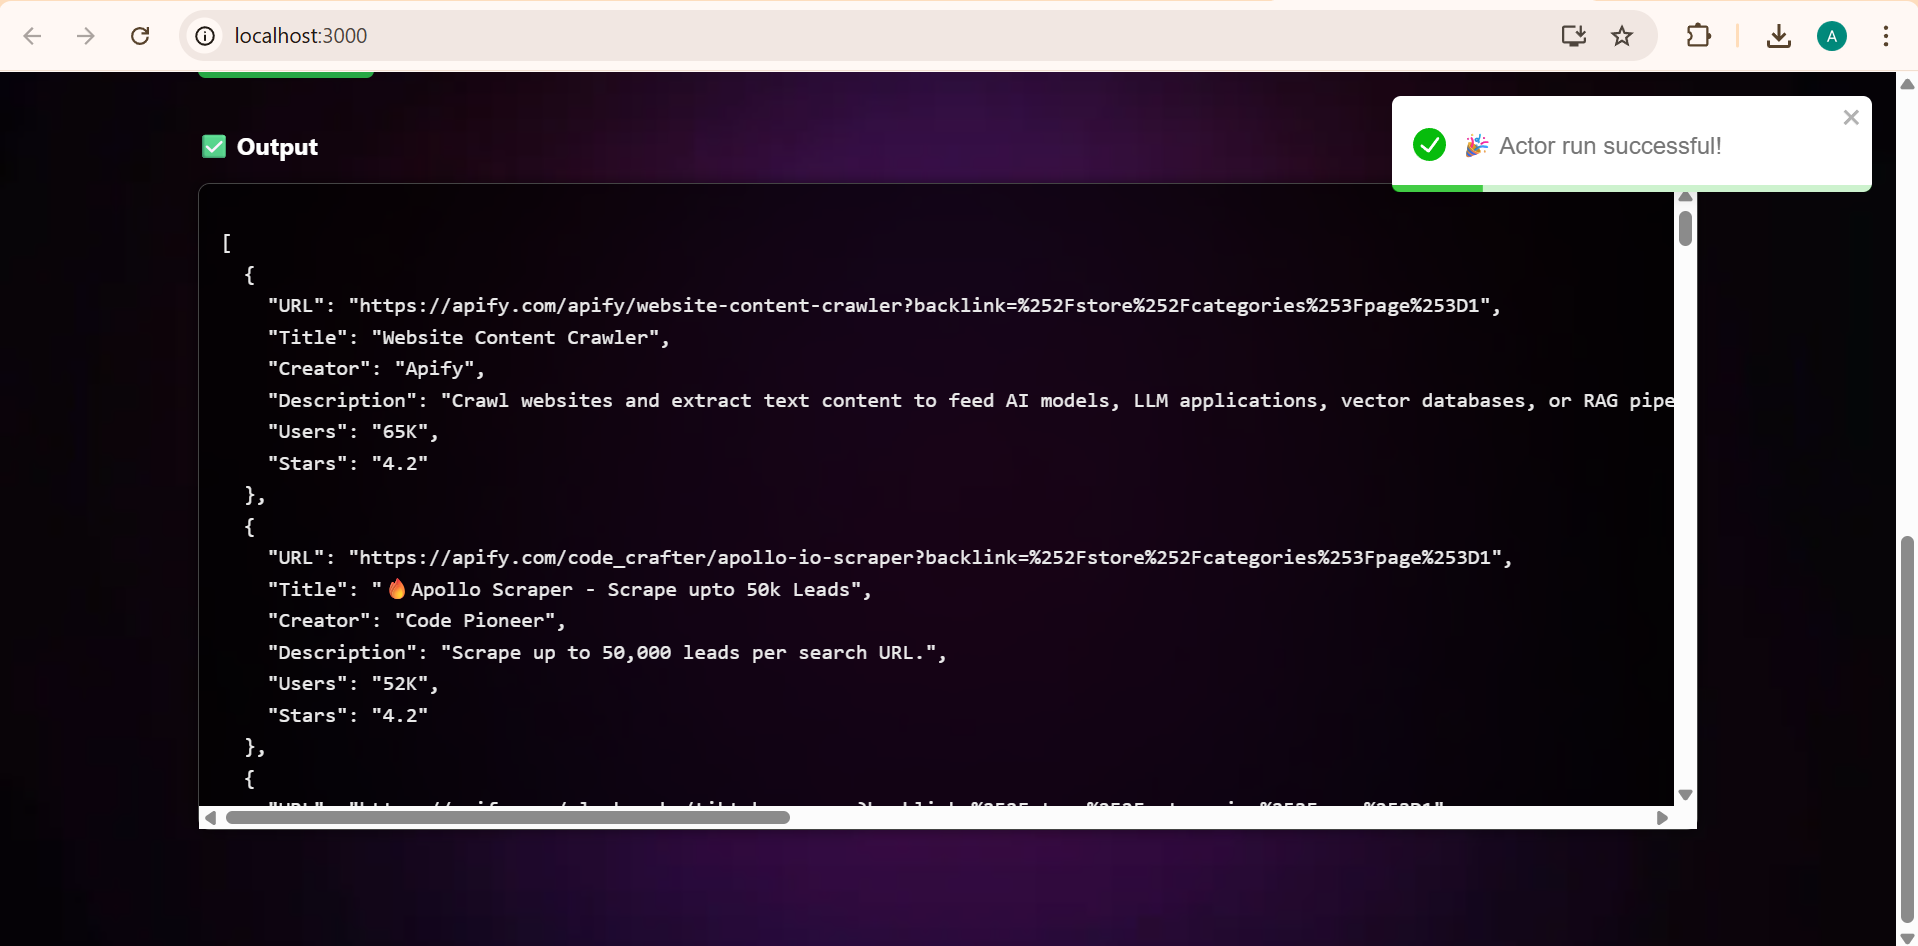 localhost:3000
A
✅ Output
🎉 Actor run successful!
[
{
"URL": "https://apify.com/apify/website-content-crawler?backlink=%252Fstore%252Fcategories%253Fpage%253D1",
"Title": "Website Content Crawler",
"Creator": "Apify",
"Description": "Crawl websites and extract text content to feed AI models, LLM applications, vector databases, or RAG pipe
"Users": "65K",
"Stars": "4.2"
},
{
"URL": "https://apify.com/code_crafter/apollo-io-scraper?backlink=%252Fstore%252Fcategories%253Fpage%253D1",
"Title": "🔥Apollo Scraper - Scrape upto 50k Leads",
"Creator": "Code Pioneer",
"Description": "Scrape up to 50,000 leads per search URL.",
"Users": "52K",
"Stars": "4.2"
},
{